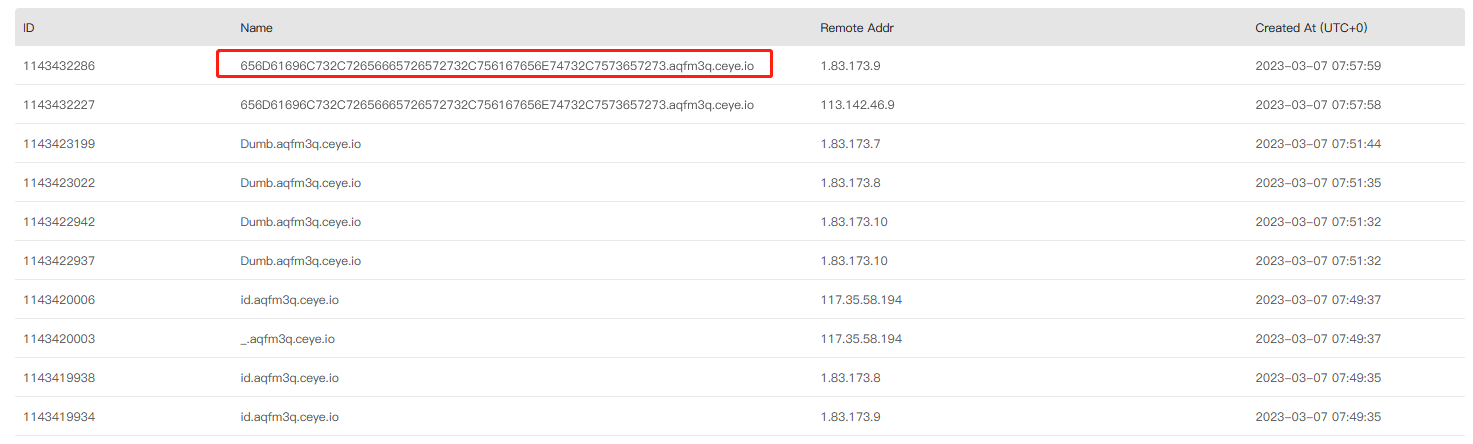 ID Name Remote Addr Created At (UTC+0)
1143432286 656D61696C732C72656665726572732C756167656E74732C7573657273.aqfm3q.ceye.io 1.83.173.9 2023-03-07 07:57:59
1143432227 656D61696C732C72656665726572732C756167656E74732C7573657273.aqfm3q.ceye.io 113.142.46.9 2023-03-07 07:57:58
1143423199 Dumb.aqfm3q.ceye.io 1.83.173.7 2023-03-07 07:51:44
1143423022 Dumb.aqfm3q.ceye.io 1.83.173.8 2023-03-07 07:51:35
1143422942 Dumb.aqfm3q.ceye.io 1.83.173.10 2023-03-07 07:51:32
1143422937 Dumb.aqfm3q.ceye.io 1.83.173.10 2023-03-07 07:51:32
1143420006 id.aqfm3q.ceye.io 117.35.58.194 2023-03-07 07:49:37
1143420003 _.aqfm3q.ceye.io 117.35.58.194 2023-03-07 07:49:37
1143419938 id.aqfm3q.ceye.io 1.83.173.8 2023-03-07 07:49:35
1143419934 id.aqfm3q.ceye.io 1.83.173.9 2023-03-07 07:49:35